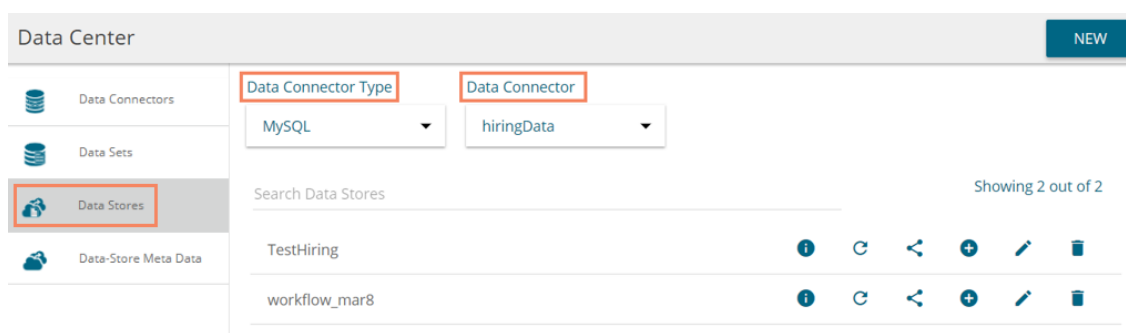 Data Center
NEW
Data Connectors
Data Sets
Data Stores
Data-Store Meta Data
Data Connector Type
Data Connector
MySQL
hiringData
Search Data Stores
Showing 2 out of 2
TestHiring
workflow_mar8